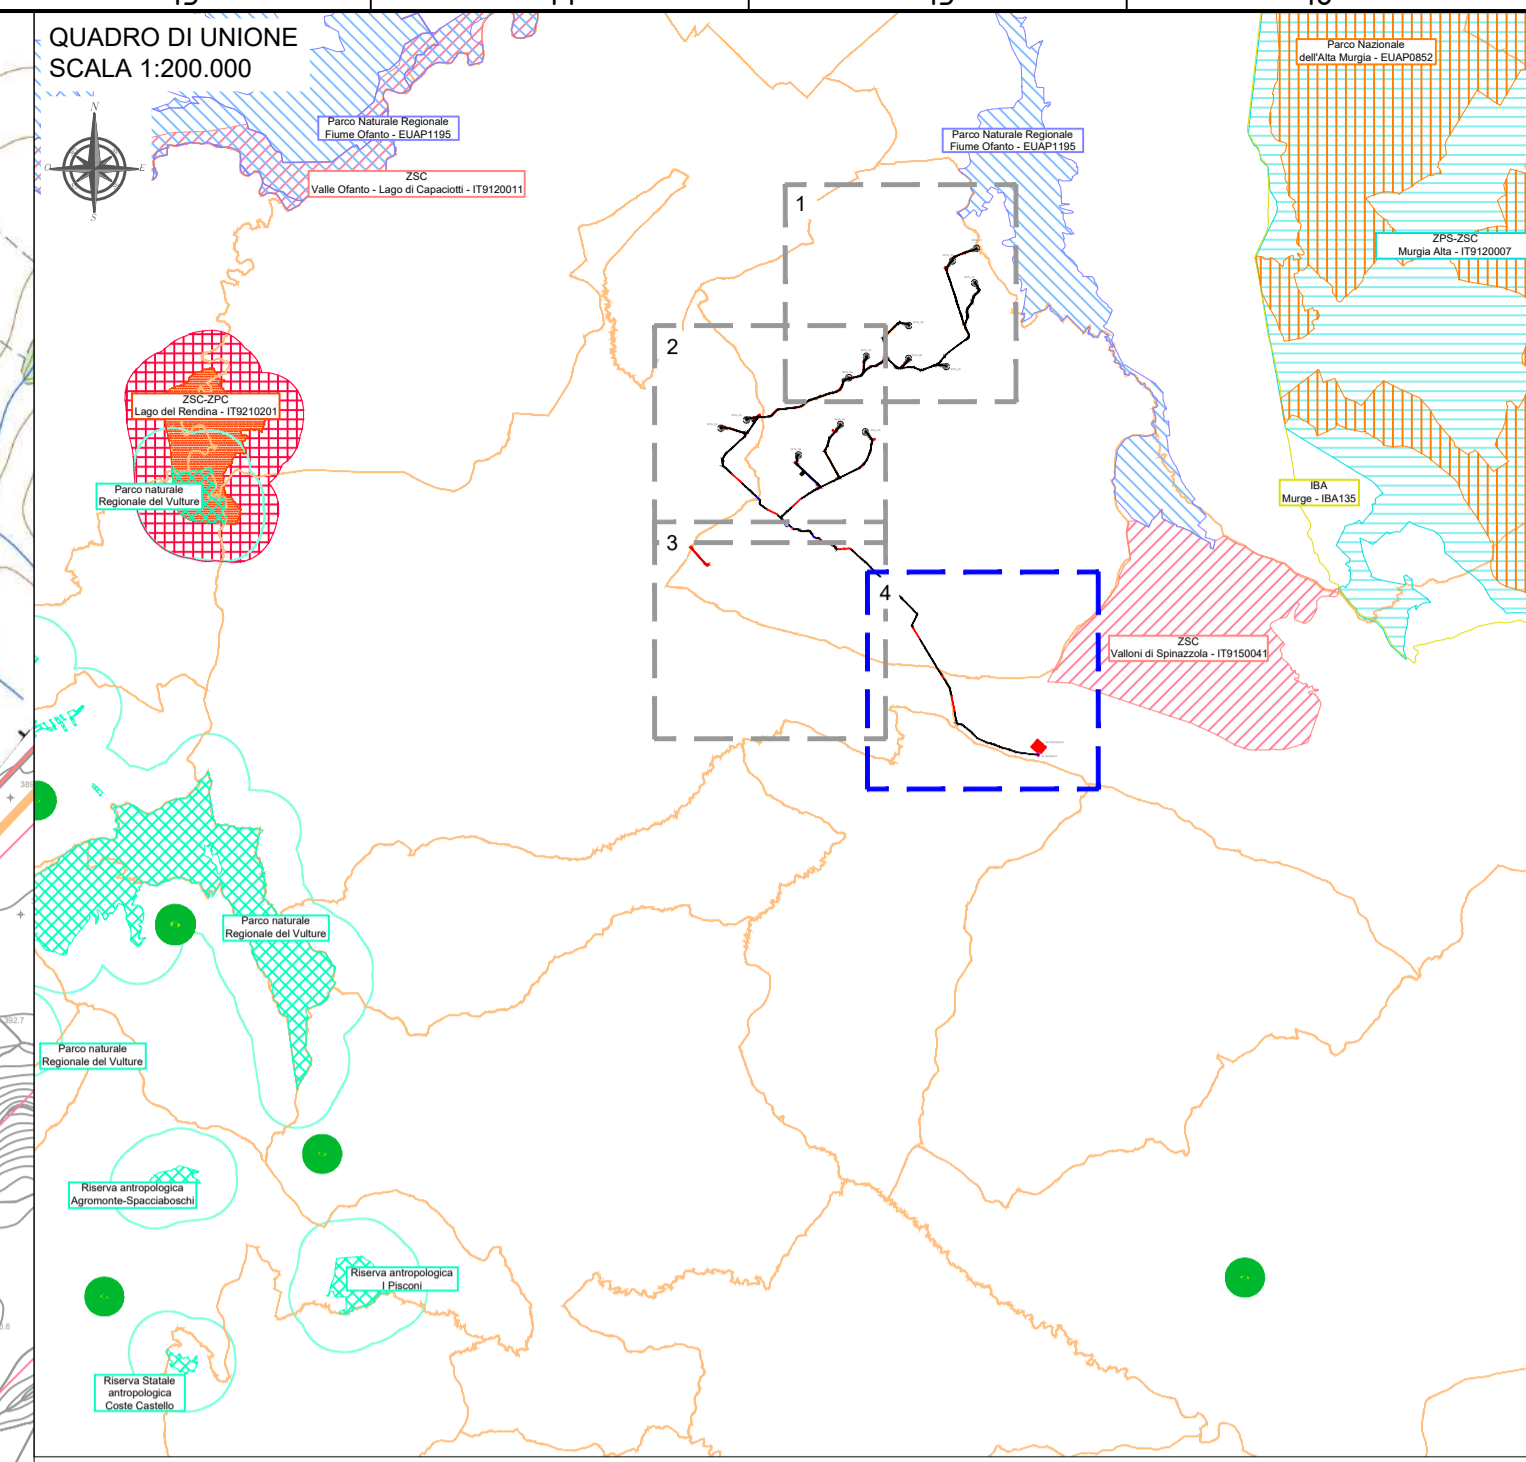 QUADRO DI UNIONE
SCALA 1:200.000
N
O
E
S
Parco Naturale Regionale
Fiume Ofanto - EUAP1195
ZSC
Valle Ofanto - Lago di Capaciotti - IT9120011
Parco Naturale Regionale
Fiume Ofanto - EUAP1195
Parco Nazionale
dell'Alta Murgia - EUAP0852
ZPS-ZSC
Murgia Alta - IT9120007
1
2
3
4
ZSC-ZPC
Lago del Rendina - IT9210201
Parco naturale
Regionale del Vulture
IBA
Murge - IBA135
ZSC
Valloni di Spinazzola - IT9150041
Parco naturale
Regionale del Vulture
Parco naturale
Regionale del Vulture
Riserva antropologica
Agromonte-Spacciaboschi
Riserva antropologica
I Pisconi
Riserva Statale
antropologica
Coste Castello